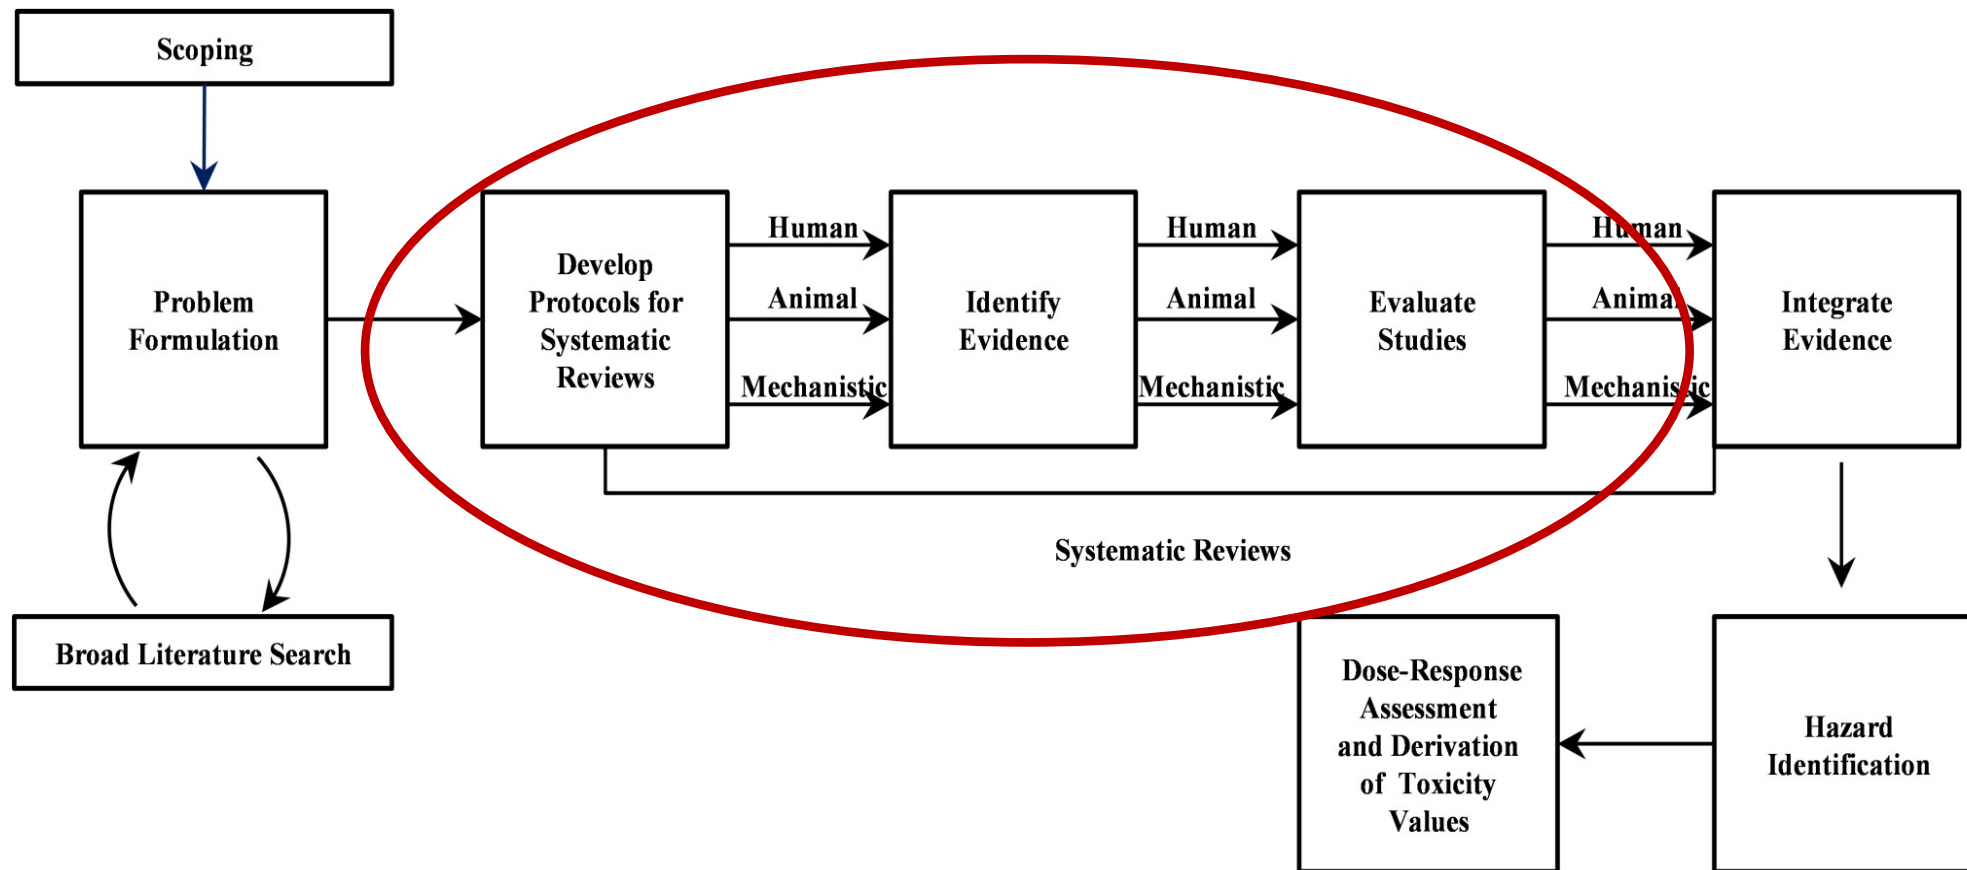 Scoping
Problem
Formulation
Broad Literature Search
Develop
Protocols for
Systematic
Reviews
Human
Animal
Mechanistic
Identify
Evidence
Human
Animal
Mechanistic
Evaluate
Studies
Human
Animal
Mechanistic
Integrate
Evidence
Systematic Reviews
Dose-Response
Assessment
and Derivation
of Toxicity
Values
Hazard
Identification